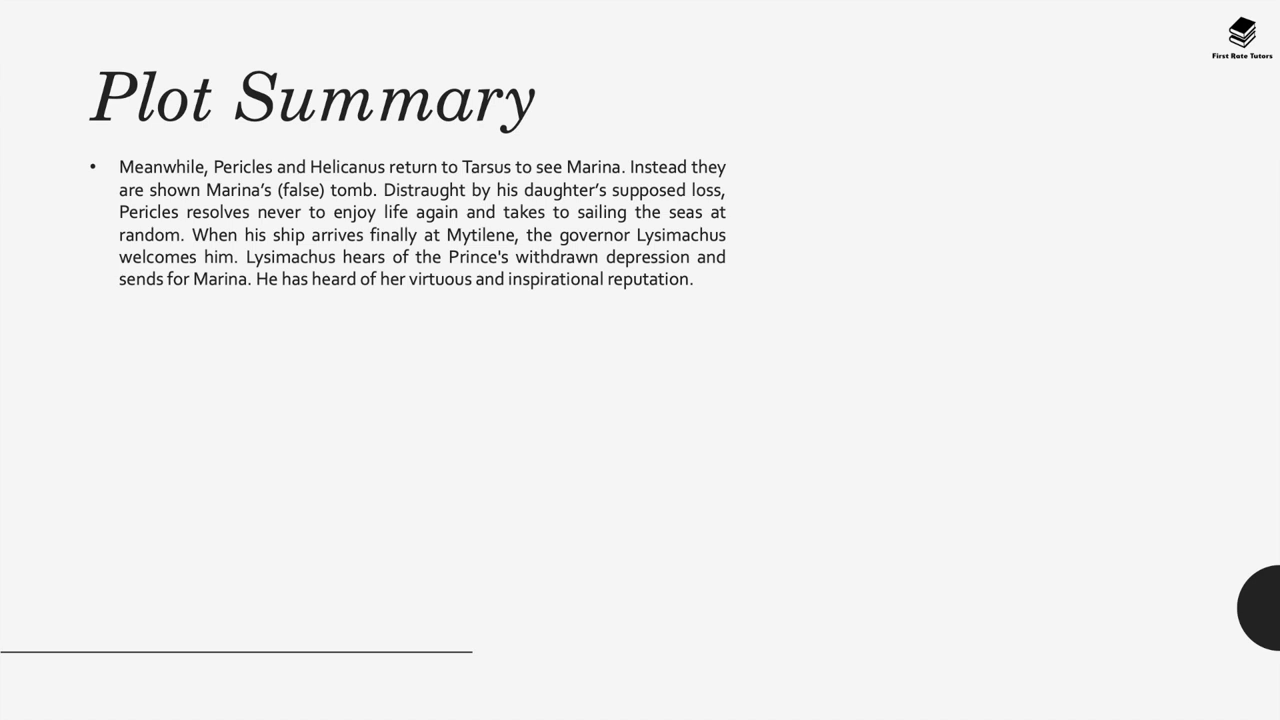 First Rate Tutors
Plot Summary
• Meanwhile, Pericles and Helicanus return to Tarsus to see Marina. Instead they
are shown Marina’s (false) tomb. Distraught by his daughter’s supposed loss,
Pericles resolves never to enjoy life again and takes to sailing the seas at
random. When his ship arrives finally at Mytilene, the governor Lysimachus
welcomes him. Lysimachus hears of the Prince's withdrawn depression and
sends for Marina. He has heard of her virtuous and inspirational reputation.